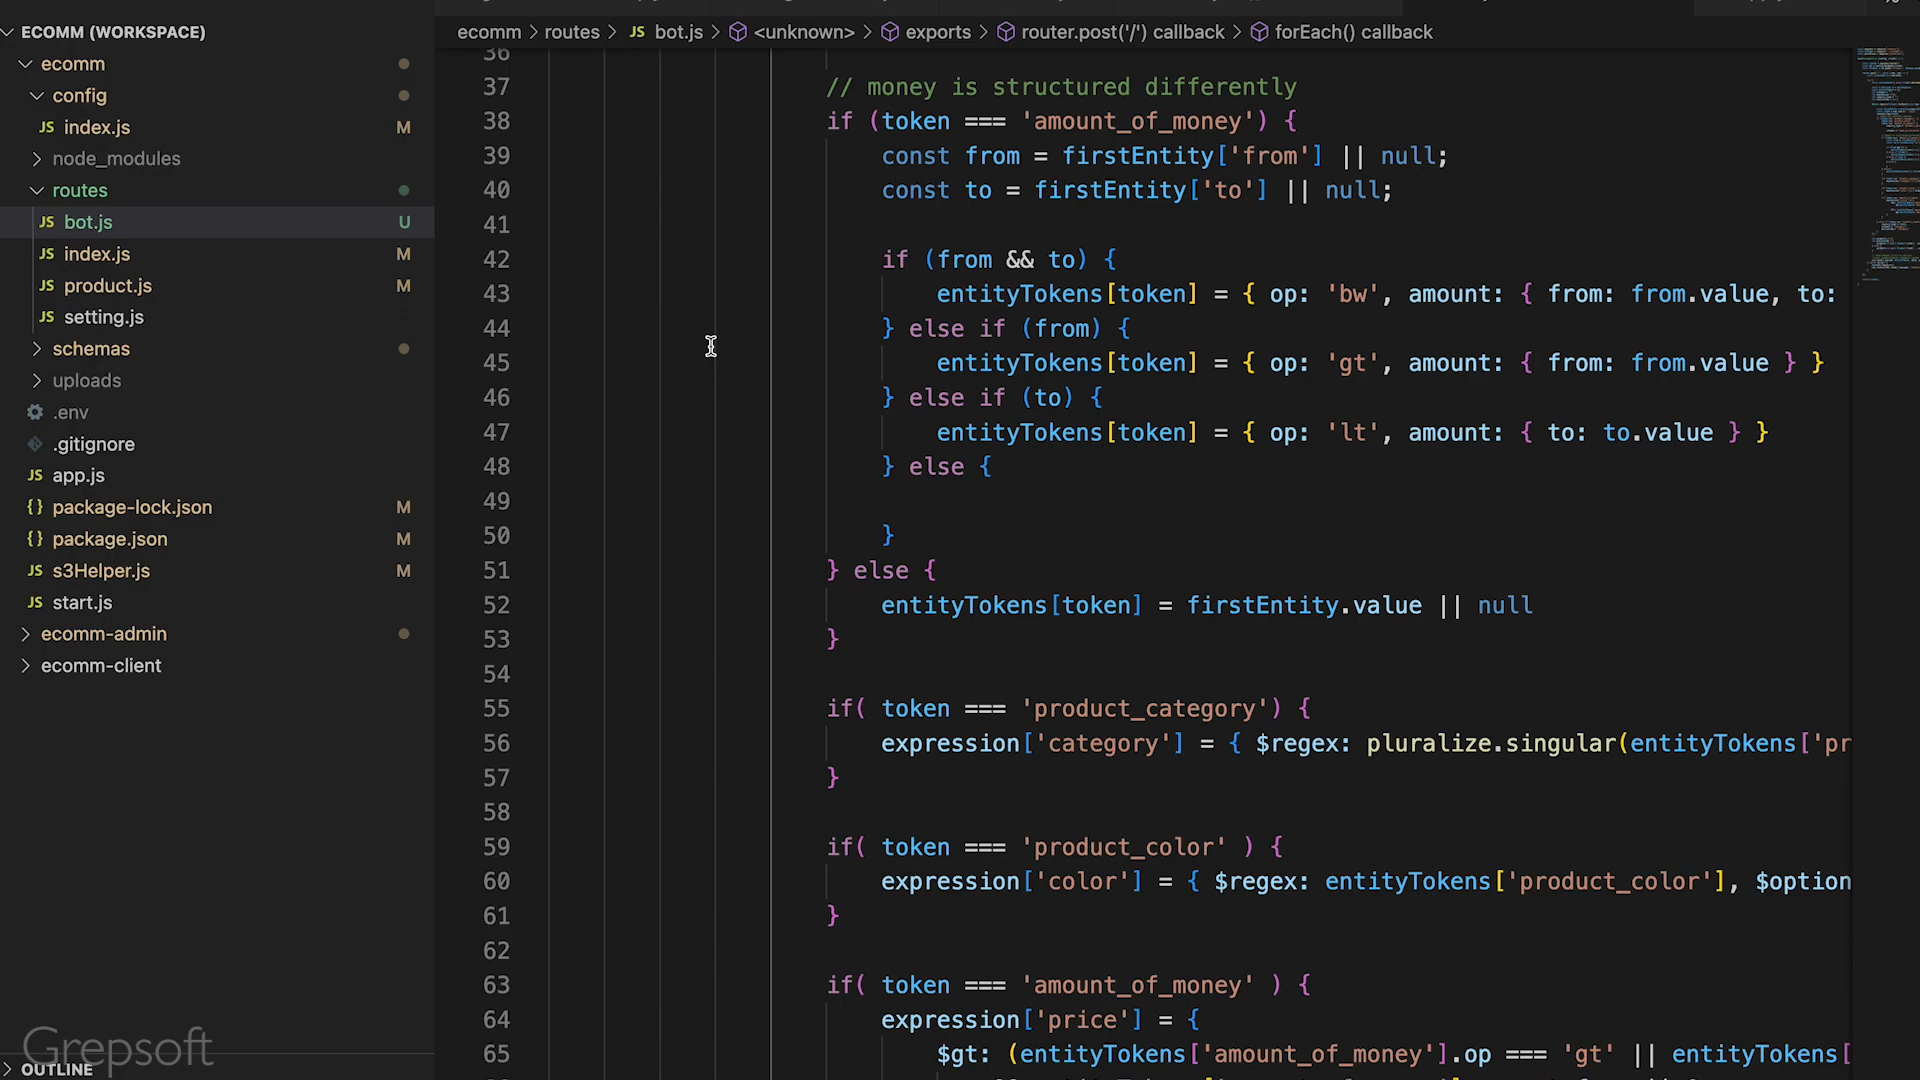 ECOMM (WORKSPACE)
ecomm
config
JS index.js M
node_modules
routes
JS bot.js U
JS index.js M
JS product.js M
JS setting.js
schemas
uploads
.env
.gitignore
JS app.js
{} package-lock.json M
{} package.json M
JS s3Helper.js M
JS start.js
ecomm-admin
ecomm-client
Grepsoft
OUTLINE
ecomm > routes > JS bot.js > <unknown> > exports > router.post('/') callback > forEach() callback
36
37 // money is structured differently
38 if (token === 'amount_of_money') {
39 const from = firstEntity['from'] || null;
40 const to = firstEntity['to'] || null;
41
42 if (from && to) {
43 entityTokens[token] = { op: 'bw', amount: { from: from.value, to:
44 } else if (from) {
45 entityTokens[token] = { op: 'gt', amount: { from: from.value } }
46 } else if (to) {
47 entityTokens[token] = { op: 'lt', amount: { to: to.value } }
48 } else {
49
50 }
51 } else {
52 entityTokens[token] = firstEntity.value || null
53 }
54
55 if( token === 'product_category') {
56 expression['category'] = { $regex: pluralize.singular(entityTokens['pr
57 }
58
59 if( token === 'product_color' ) {
60 expression['color'] = { $regex: entityTokens['product_color'], $option
61 }
62
63 if( token === 'amount_of_money' ) {
64 expression['price'] = {
65 $gt: (entityTokens['amount_of_money'].op === 'gt' || entityTokens[